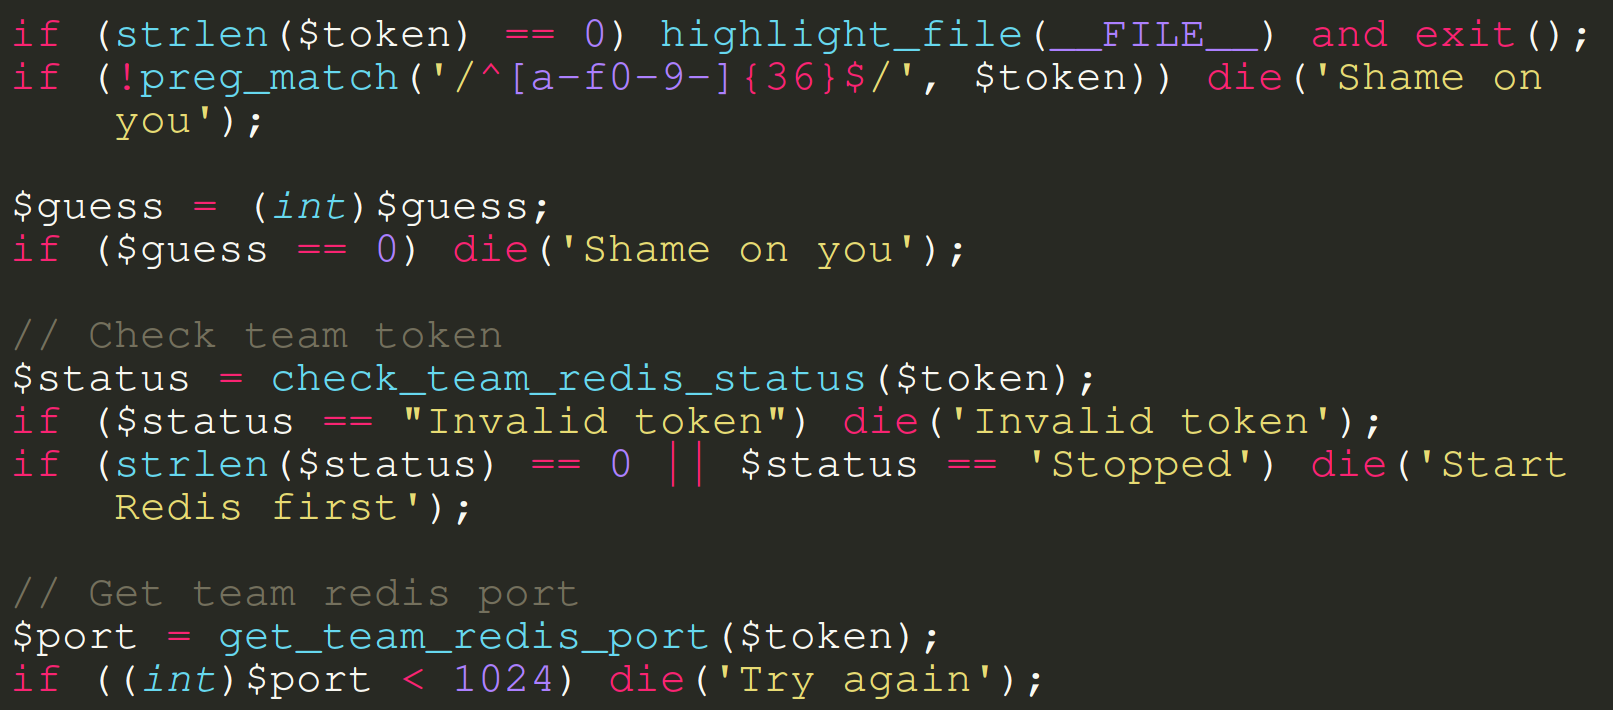 if (strlen($token) == 0) highlight_file(__FILE__) and exit();
if (!preg_match('/^[a-f0-9-]{36}$/', $token)) die('Shame on
you');
$guess = (int)$guess;
if ($guess == 0) die('Shame on you');
// Check team token
$status = check_team_redis_status($token);
if ($status == "Invalid token") die('Invalid token');
if (strlen($status) == 0 || $status == 'Stopped') die('Start
Redis first');
// Get team redis port
$port = get_team_redis_port($token);
if ((int)$port < 1024) die('Try again');